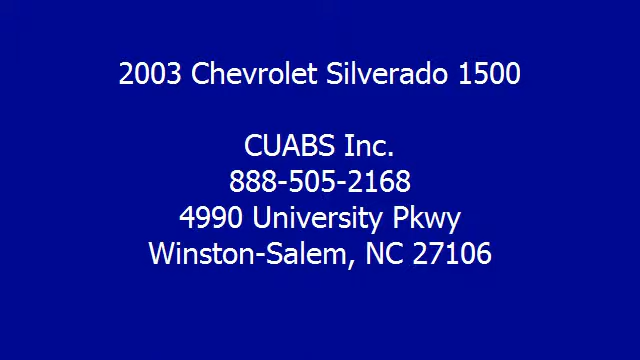 2003 Chevrolet Silverado 1500
CUABS Inc.
888-505-2168
4990 University Pkwy
Winston-Salem, NC 27106